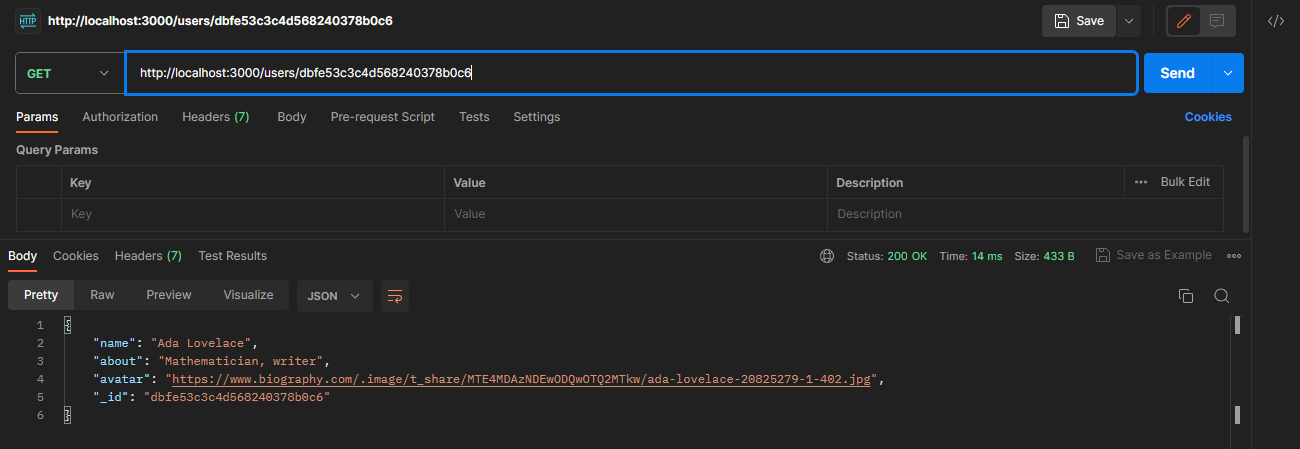 HTTP http://localhost:3000/users/dbfe53c3c4d568240378b0c6 Save </>
GET http://localhost:3000/users/dbfe53c3c4d568240378b0c6 Send
Params Authorization Headers (7) Body Pre-request Script Tests Settings Cookies
Query Params
Key Value Description ••• Bulk Edit
Key Value Description
Body Cookies Headers (7) Test Results Status: 200 OK Time: 14 ms Size: 433 B Save as Example
Pretty Raw Preview Visualize JSON
1 {
2 "name": "Ada Lovelace",
3 "about": "Mathematician, writer",
4 "avatar": "https://www.biography.com/.image/t_share/MTE4MDAzNDEwODQwOTQ2MTkw/ada-lovelace-20825279-1-402.jpg",
5 "_id": "dbfe53c3c4d568240378b0c6"
6 }